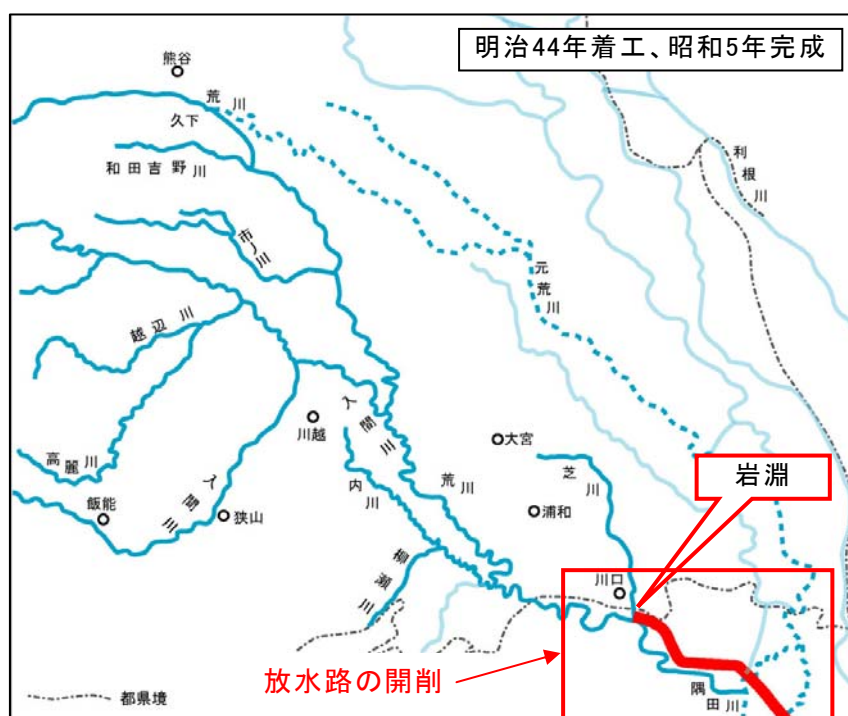 明治44年着工、昭和5年完成
熊谷
荒川
久下
和田吉野川
利根川
市ノ川
元荒川
越辺川
川越
入間川
大宮
高麗川
入間川
内川
荒川
芝川
岩淵
飯能
狭山
浦和
柳瀬川
川口
放水路の開削
隅田川
都県境